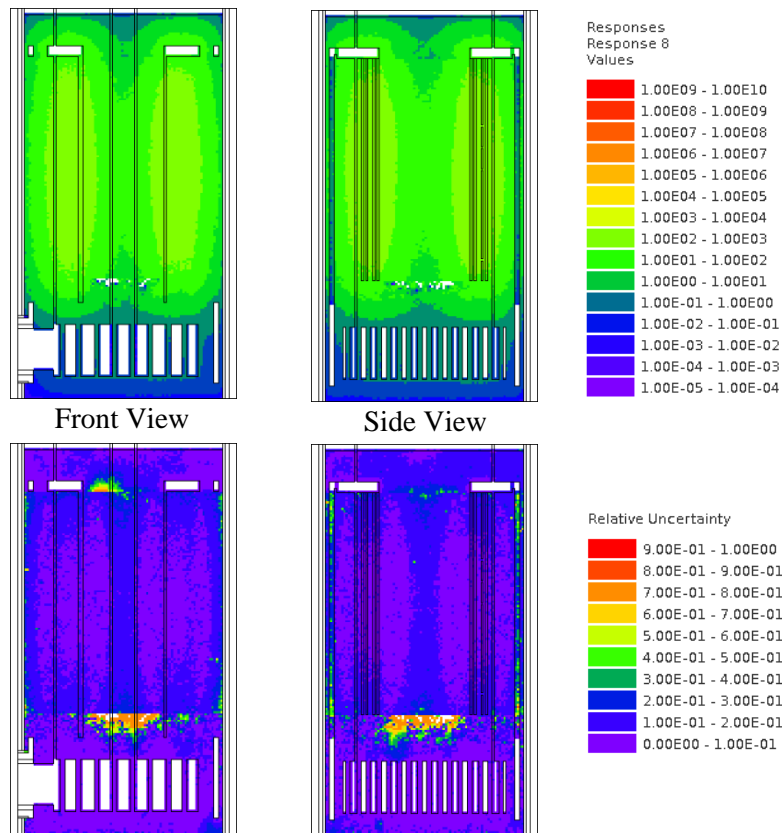 Responses
Response 8
Values
1.00E09 - 1.00E10
1.00E08 - 1.00E09
1.00E07 - 1.00E08
1.00E06 - 1.00E07
1.00E05 - 1.00E06
1.00E04 - 1.00E05
1.00E03 - 1.00E04
1.00E02 - 1.00E03
1.00E01 - 1.00E02
1.00E00 - 1.00E01
1.00E-01 - 1.00E00
1.00E-02 - 1.00E-01
1.00E-03 - 1.00E-02
1.00E-04 - 1.00E-03
1.00E-05 - 1.00E-04
Front View
Side View
Relative Uncertainty
9.00E-01 - 1.00E00
8.00E-01 - 9.00E-01
7.00E-01 - 8.00E-01
6.00E-01 - 7.00E-01
5.00E-01 - 6.00E-01
4.00E-01 - 5.00E-01
3.00E-01 - 4.00E-01
2.00E-01 - 3.00E-01
1.00E-01 - 2.00E-01
0.00E00 - 1.00E-01